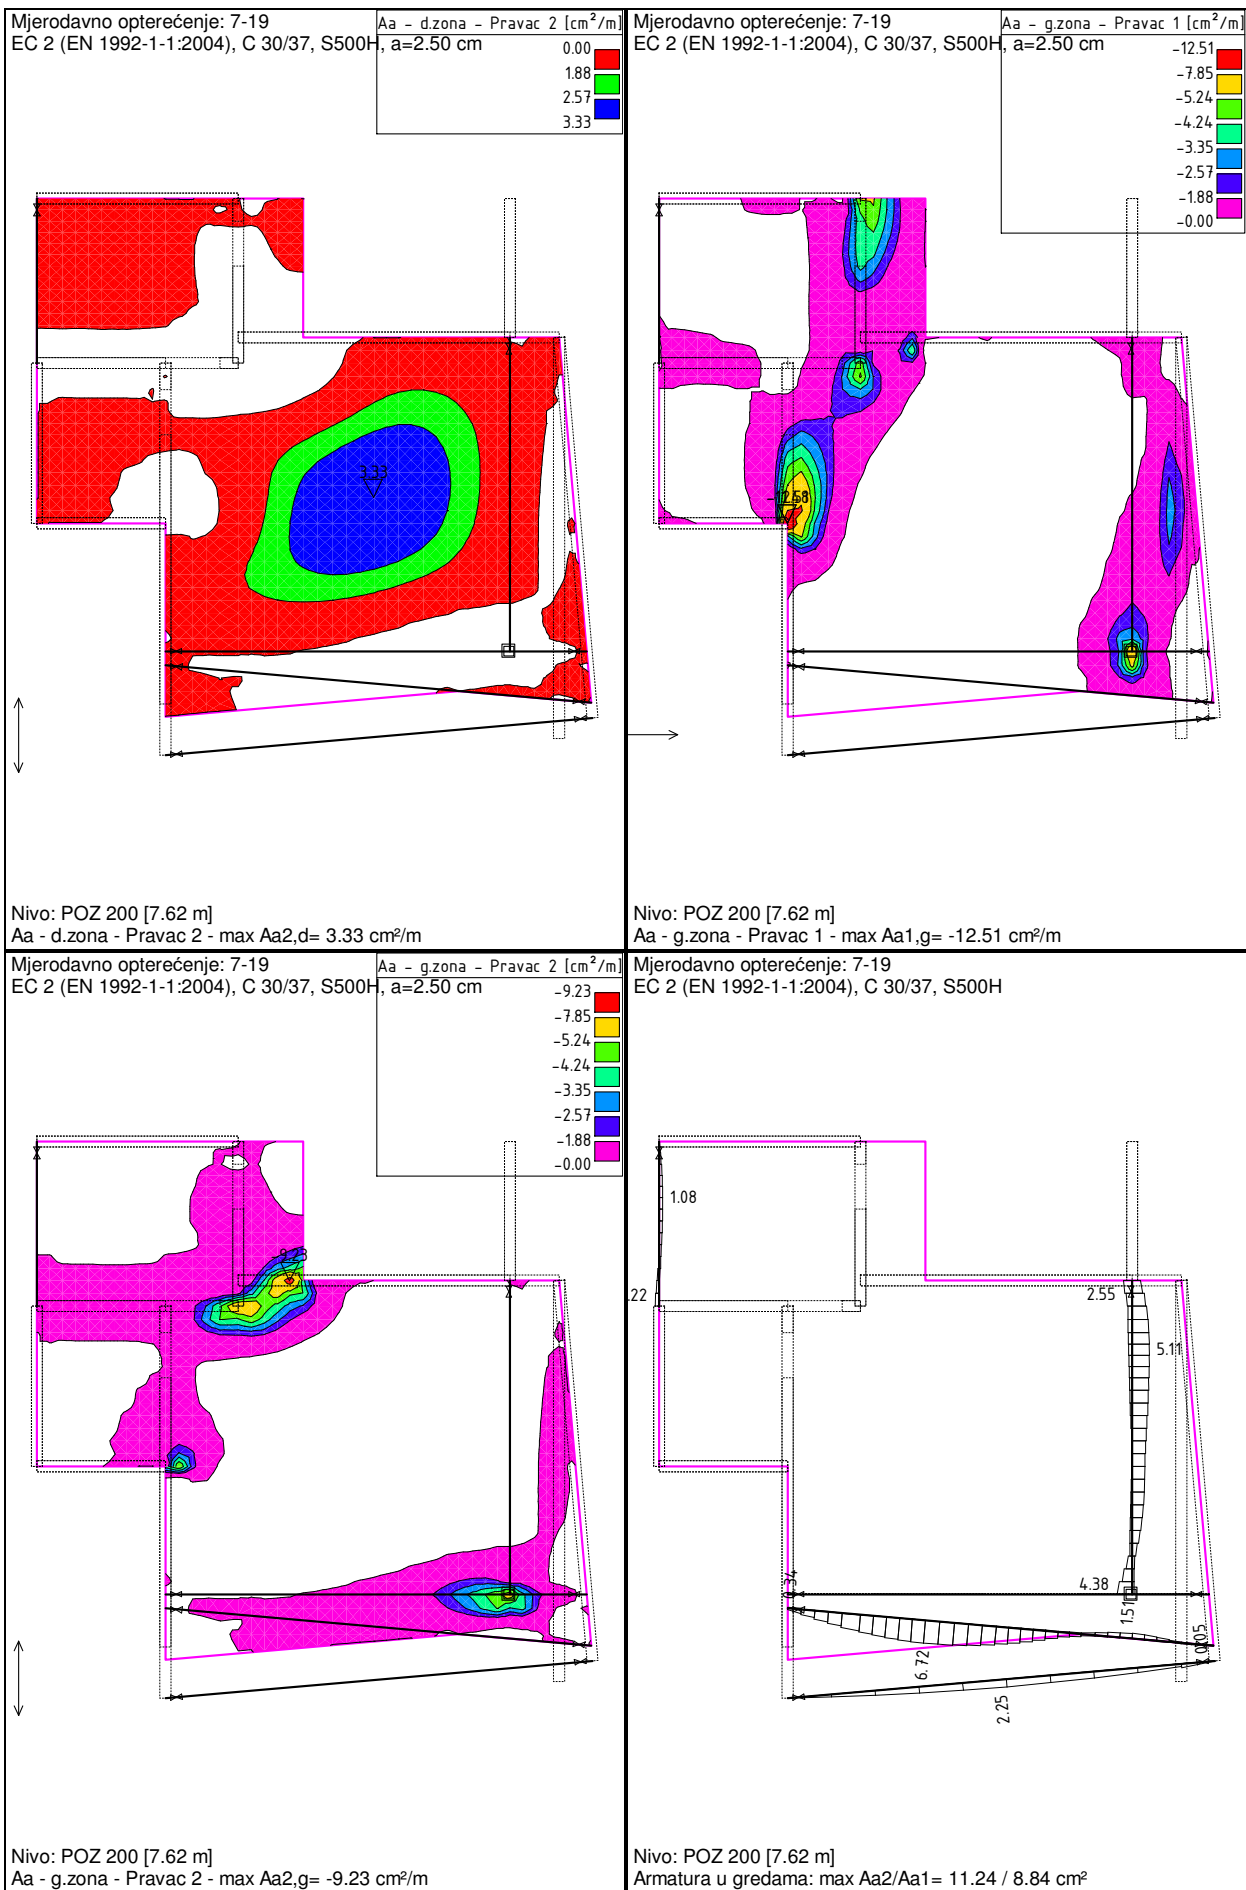 Mjerodavno opterećenje: 7-19
EC 2 (EN 1992-1-1:2004), C 30/37, S500H, a=2.50 cm
Aa - d.zona - Pravac 2 [cm²/m]
0.00
1.88
2.57
3.33
3.33
Nivo: POZ 200 [7.62 m]
Aa - d.zona - Pravac 2 - max Aa2,d= 3.33 cm²/m
Mjerodavno opterećenje: 7-19
EC 2 (EN 1992-1-1:2004), C 30/37, S500H, a=2.50 cm
Aa - g.zona - Pravac 1 [cm²/m]
-12.51
-7.85
-5.24
-4.24
-3.35
-2.57
-1.88
-0.00
Nivo: POZ 200 [7.62 m]
Aa - g.zona - Pravac 1 - max Aa1,g= -12.51 cm²/m
Mjerodavno opterećenje: 7-19
EC 2 (EN 1992-1-1:2004), C 30/37, S500H, a=2.50 cm
Aa - g.zona - Pravac 2 [cm²/m]
-9.23
-7.85
-5.24
-4.24
-3.35
-2.57
-1.88
-0.00
Nivo: POZ 200 [7.62 m]
Aa - g.zona - Pravac 2 - max Aa2,g= -9.23 cm²/m
Mjerodavno opterećenje: 7-19
EC 2 (EN 1992-1-1:2004), C 30/37, S500H
1.08
.22
2.55
5.11
4.38
1.51
6.72
2.25
Nivo: POZ 200 [7.62 m]
Armatura u gredama: max Aa2/Aa1= 11.24 / 8.84 cm²